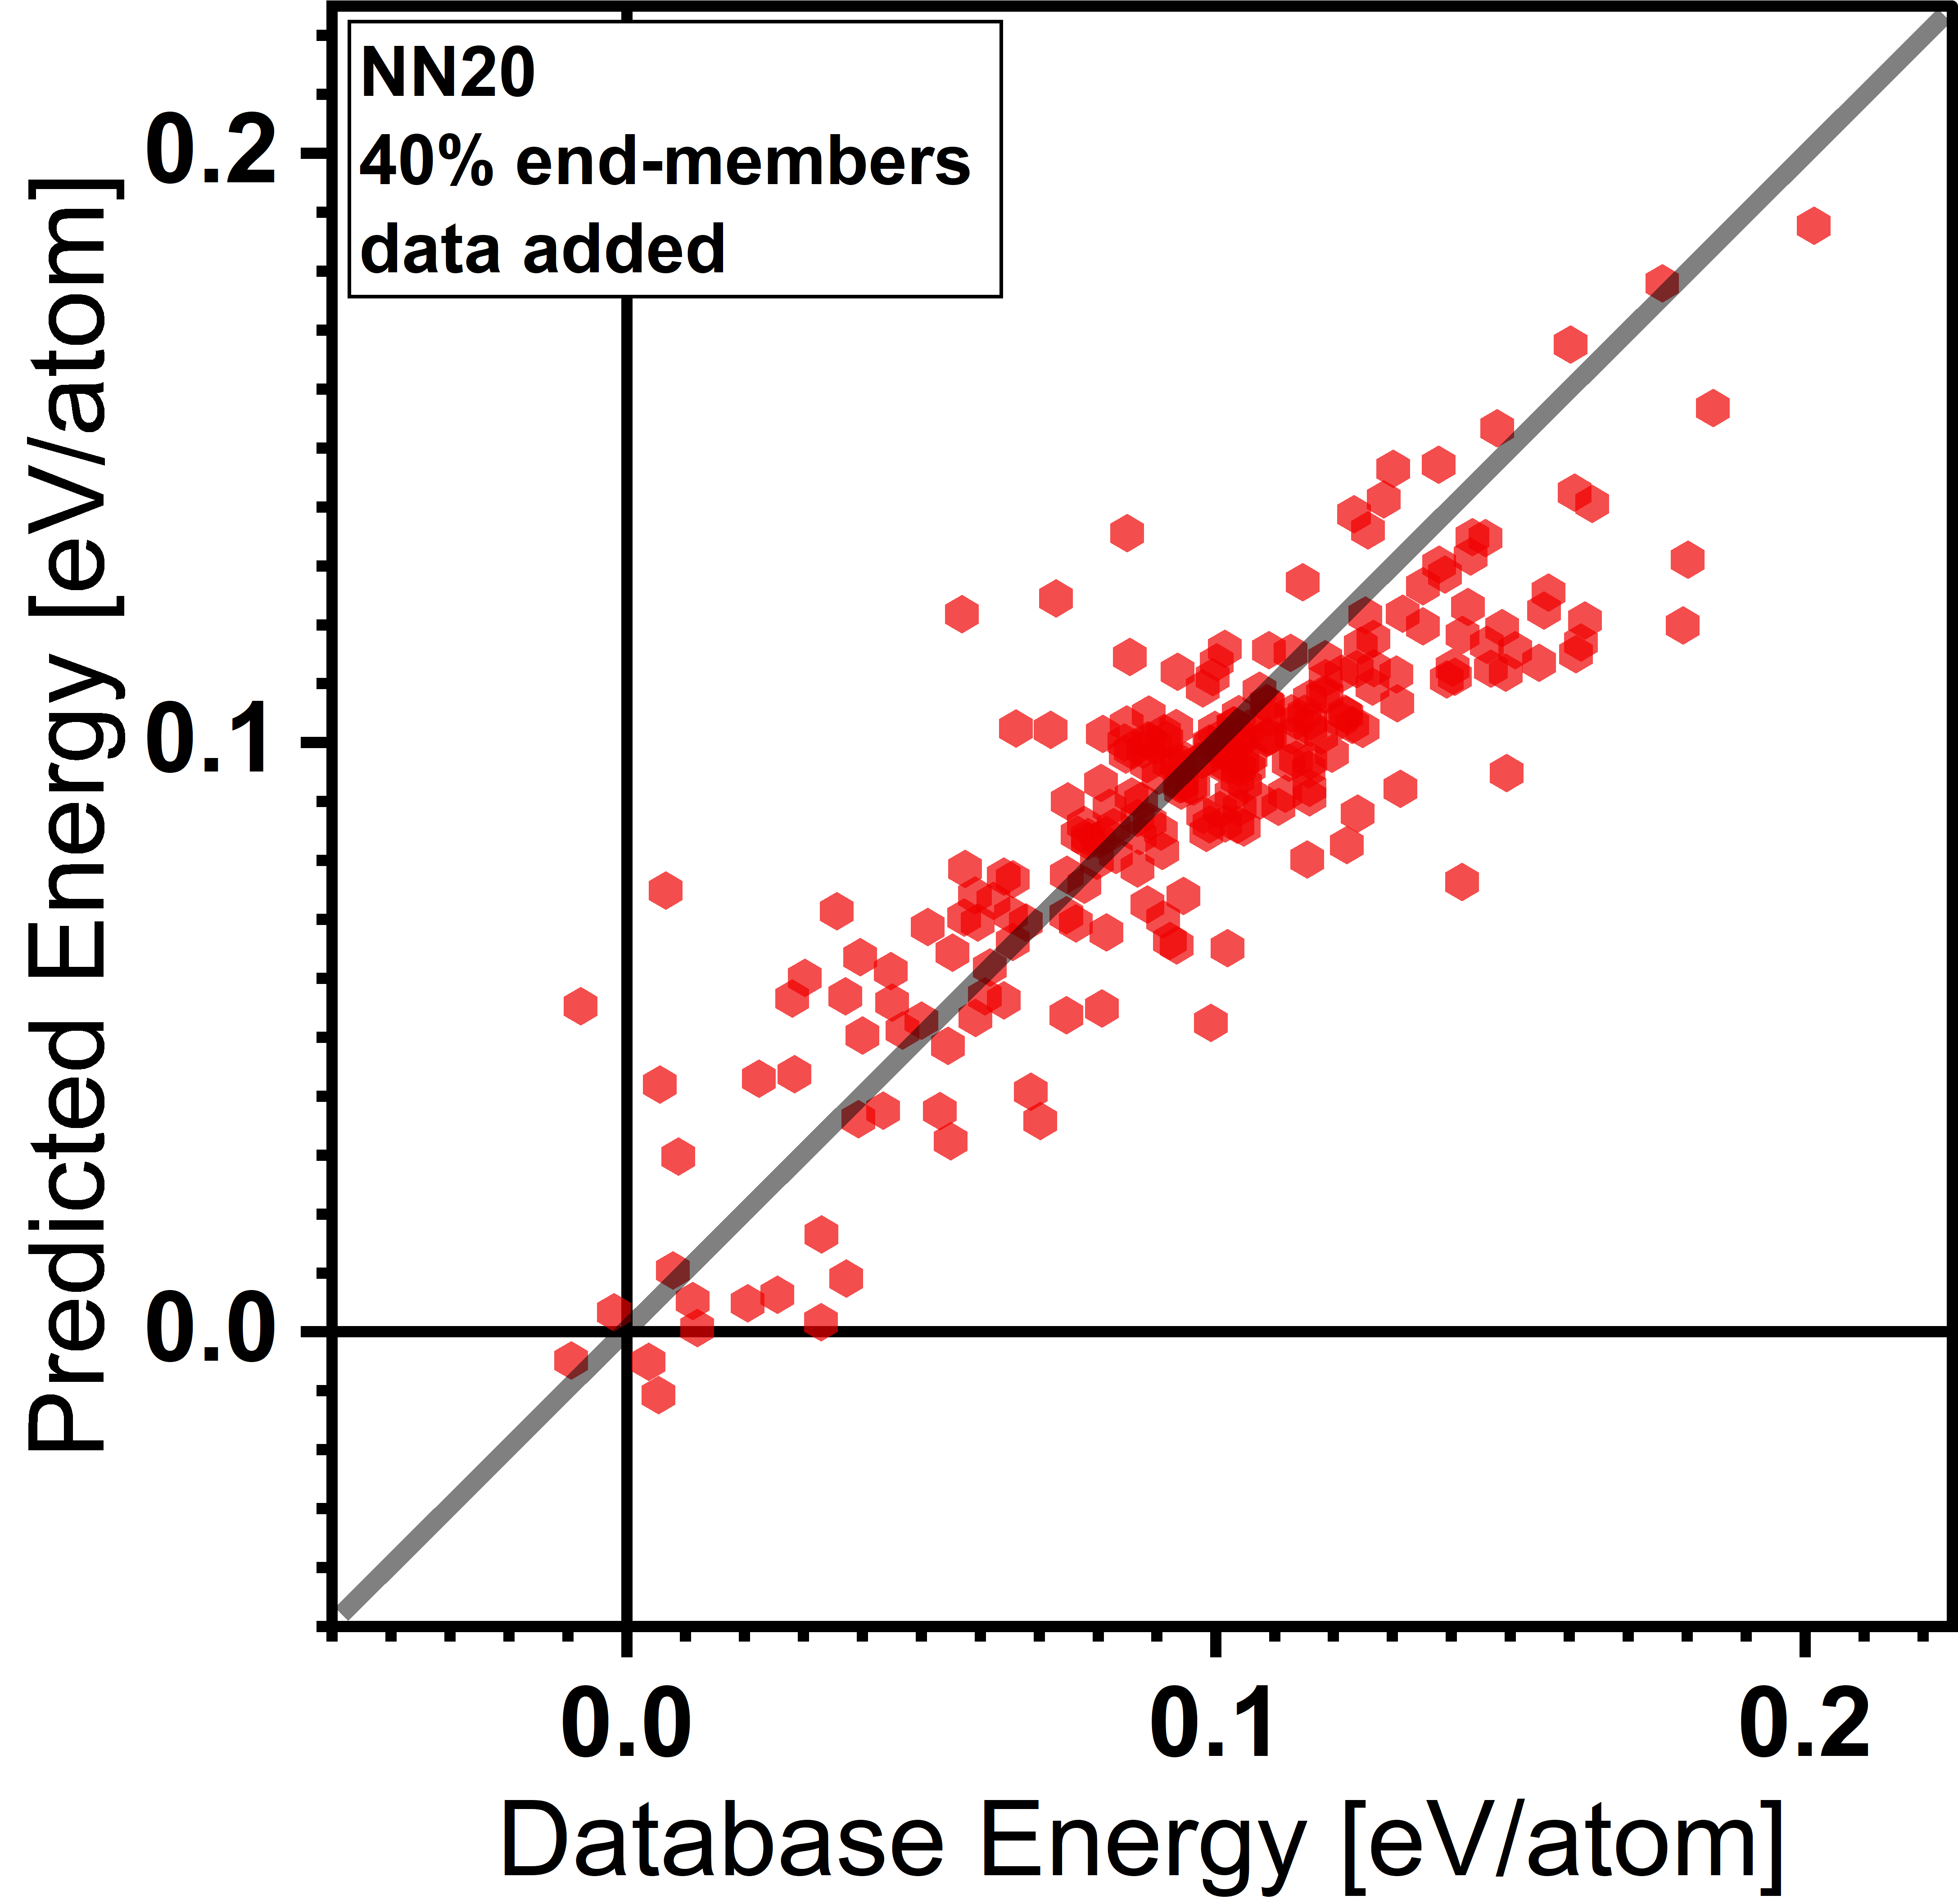 NN20
40% end-members
data added
0.2
0.1
0.0
Predicted Energy [eV//atom]
0.0 0.1 0.2
Database Energy [eV/atom]